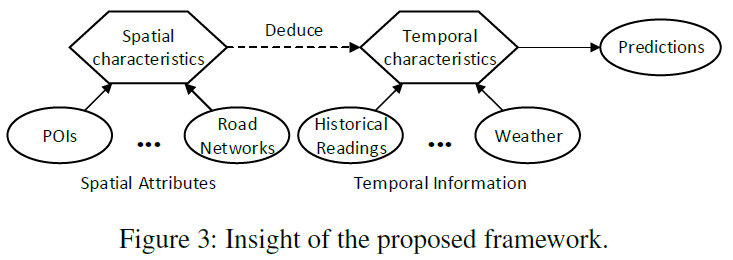 Spatial
characteristics
Deduce
Temporal
characteristics
Predictions
POIs
...
Road
Networks
Historical
Readings
...
Weather
Spatial Attributes
Temporal Information
Figure 3: Insight of the proposed framework.